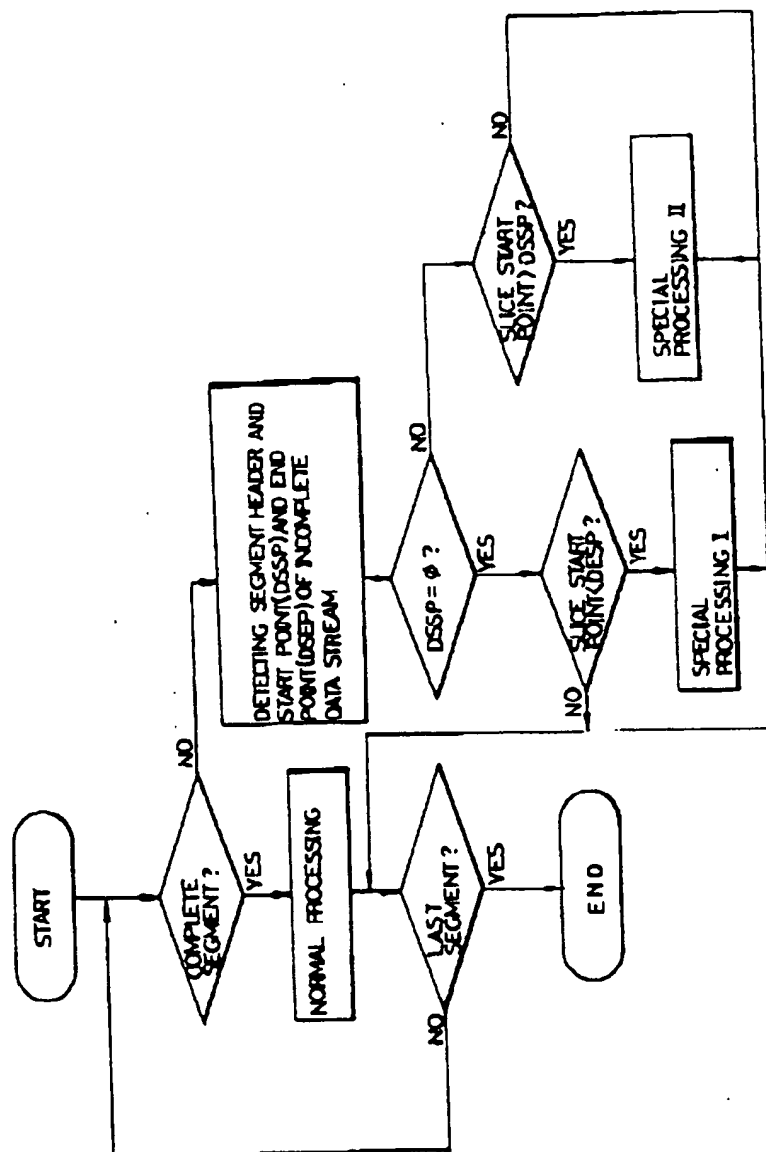 START
COMPLETE
SEGMENT?
NO
YES
NORMAL PROCESSING
LAST
SEGMENT?
NO
YES
END
DETECTING SEGMENT HEADER AND
START POINT(DSSP) AND END
POINT(DSEP) OF INCOMPLETE
DATA STREAM
DSSP=ø?
NO
YES
SLICE START
POINT⟨DESP?
NO
YES
SPECIAL
PROCESSING I
SLICE START
POINT⟩DSSP?
NO
YES
SPECIAL
PROCESSING II